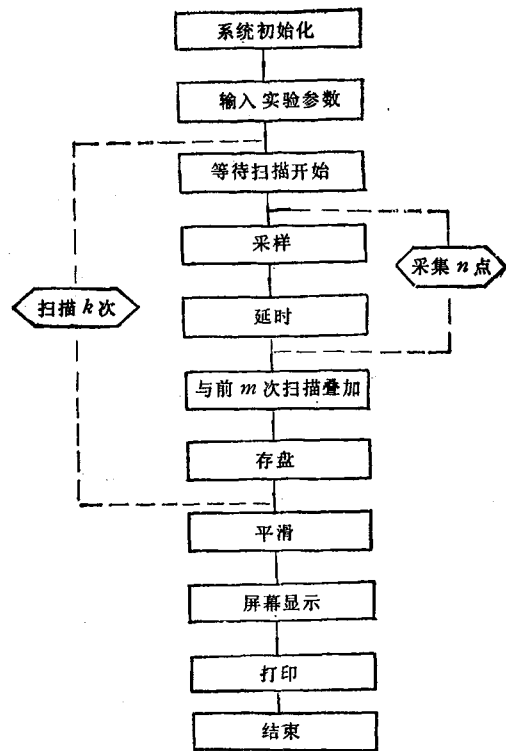 系统初始化
输入实验参数
等待扫描开始
采样
采集 n 点
扫描 k 次
延时
与前 m 次扫描叠加
存盘
平滑
屏幕显示
打印
结束